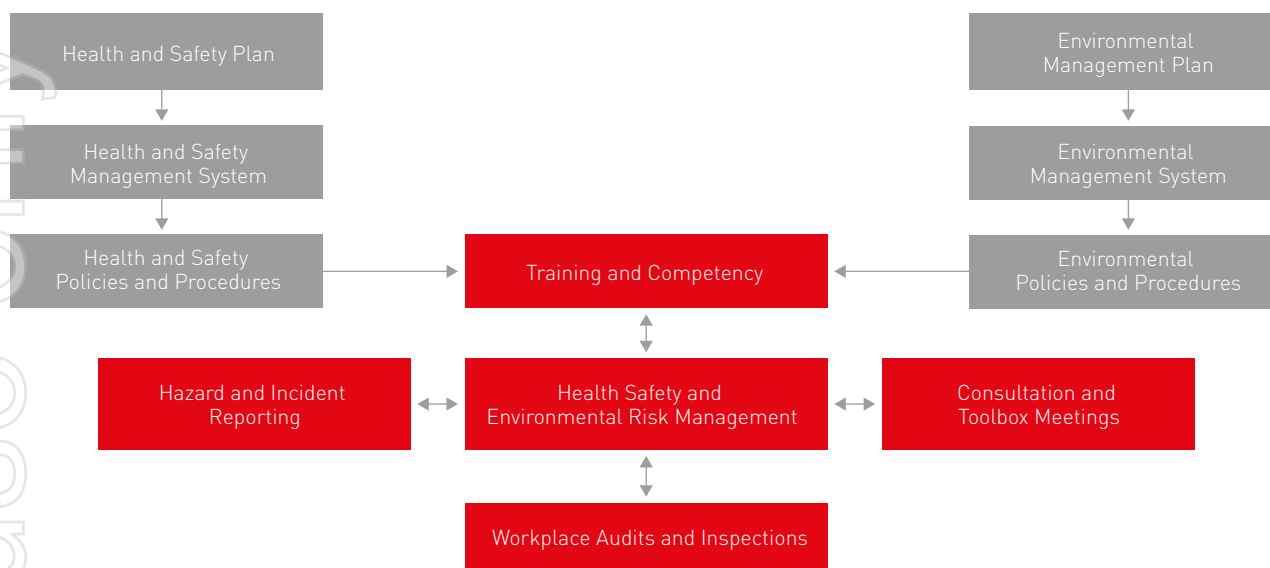 Health and Safety Plan
Environmental
Management Plan
Health and Safety
Management System
Environmental
Management System
Health and Safety
Policies and Procedures
Training and Competency
Environmental
Policies and Procedures
Hazard and Incident
Reporting
Health Safety and
Environmental Risk Management
Consultation and
Toolbox Meetings
Workplace Audits and Inspections